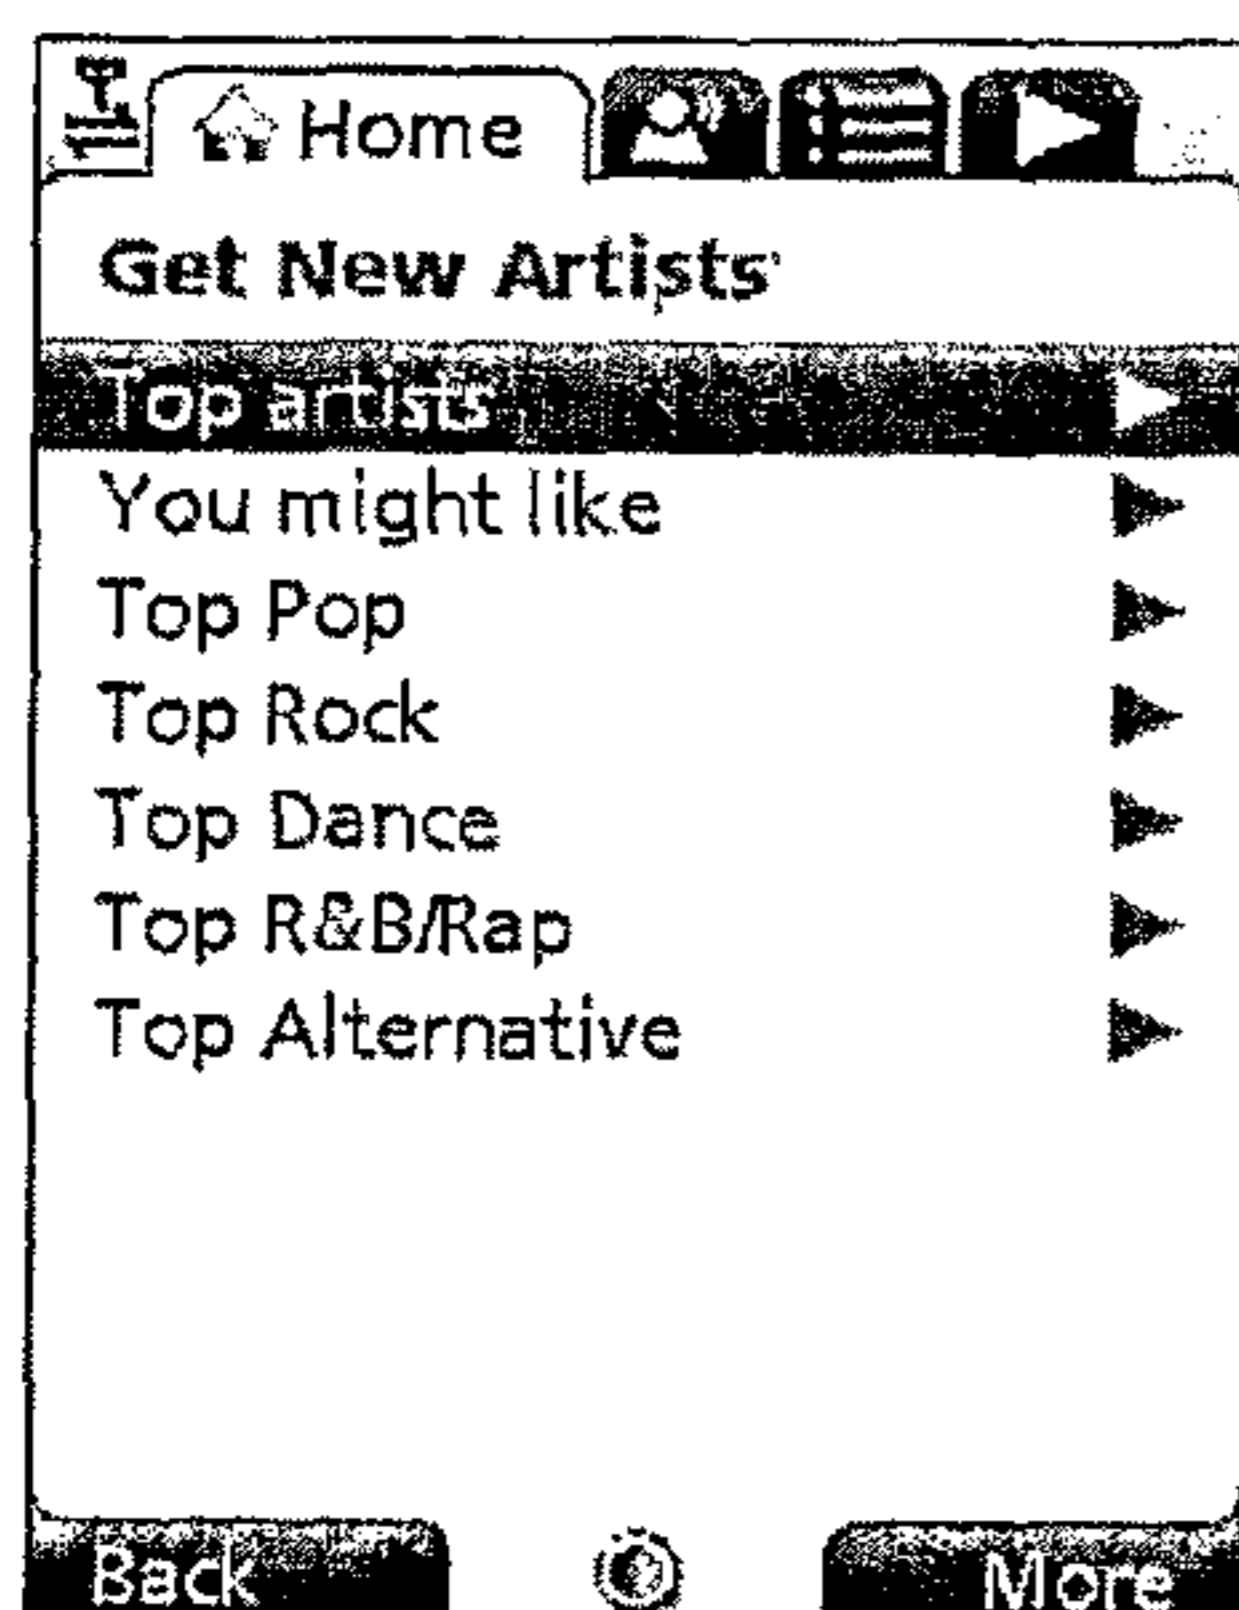 Home
Get New Artists
Top artists
You might like
Top Pop
Top Rock
Top Dance
Top R&B/Rap
Top Alternative
Back
More